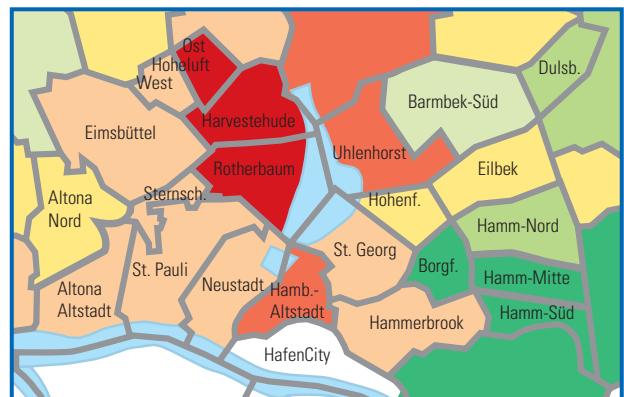 Ost
Hoheluft
West
Dulsb.
Barmbek-Süd
Harvestehude
Eimsbüttel
Uhlenhorst
Rotherbaum
Eilbek
Sternsch.
Altona
Nord
Hohenf.
Hamm-Nord
St. Georg
St. Pauli
Borgf.
Hamm-Mitte
Altona
Altstadt
Neustadt
Hamb.-
Altstadt
Hamm-Süd
Hammerbrook
HafenCity